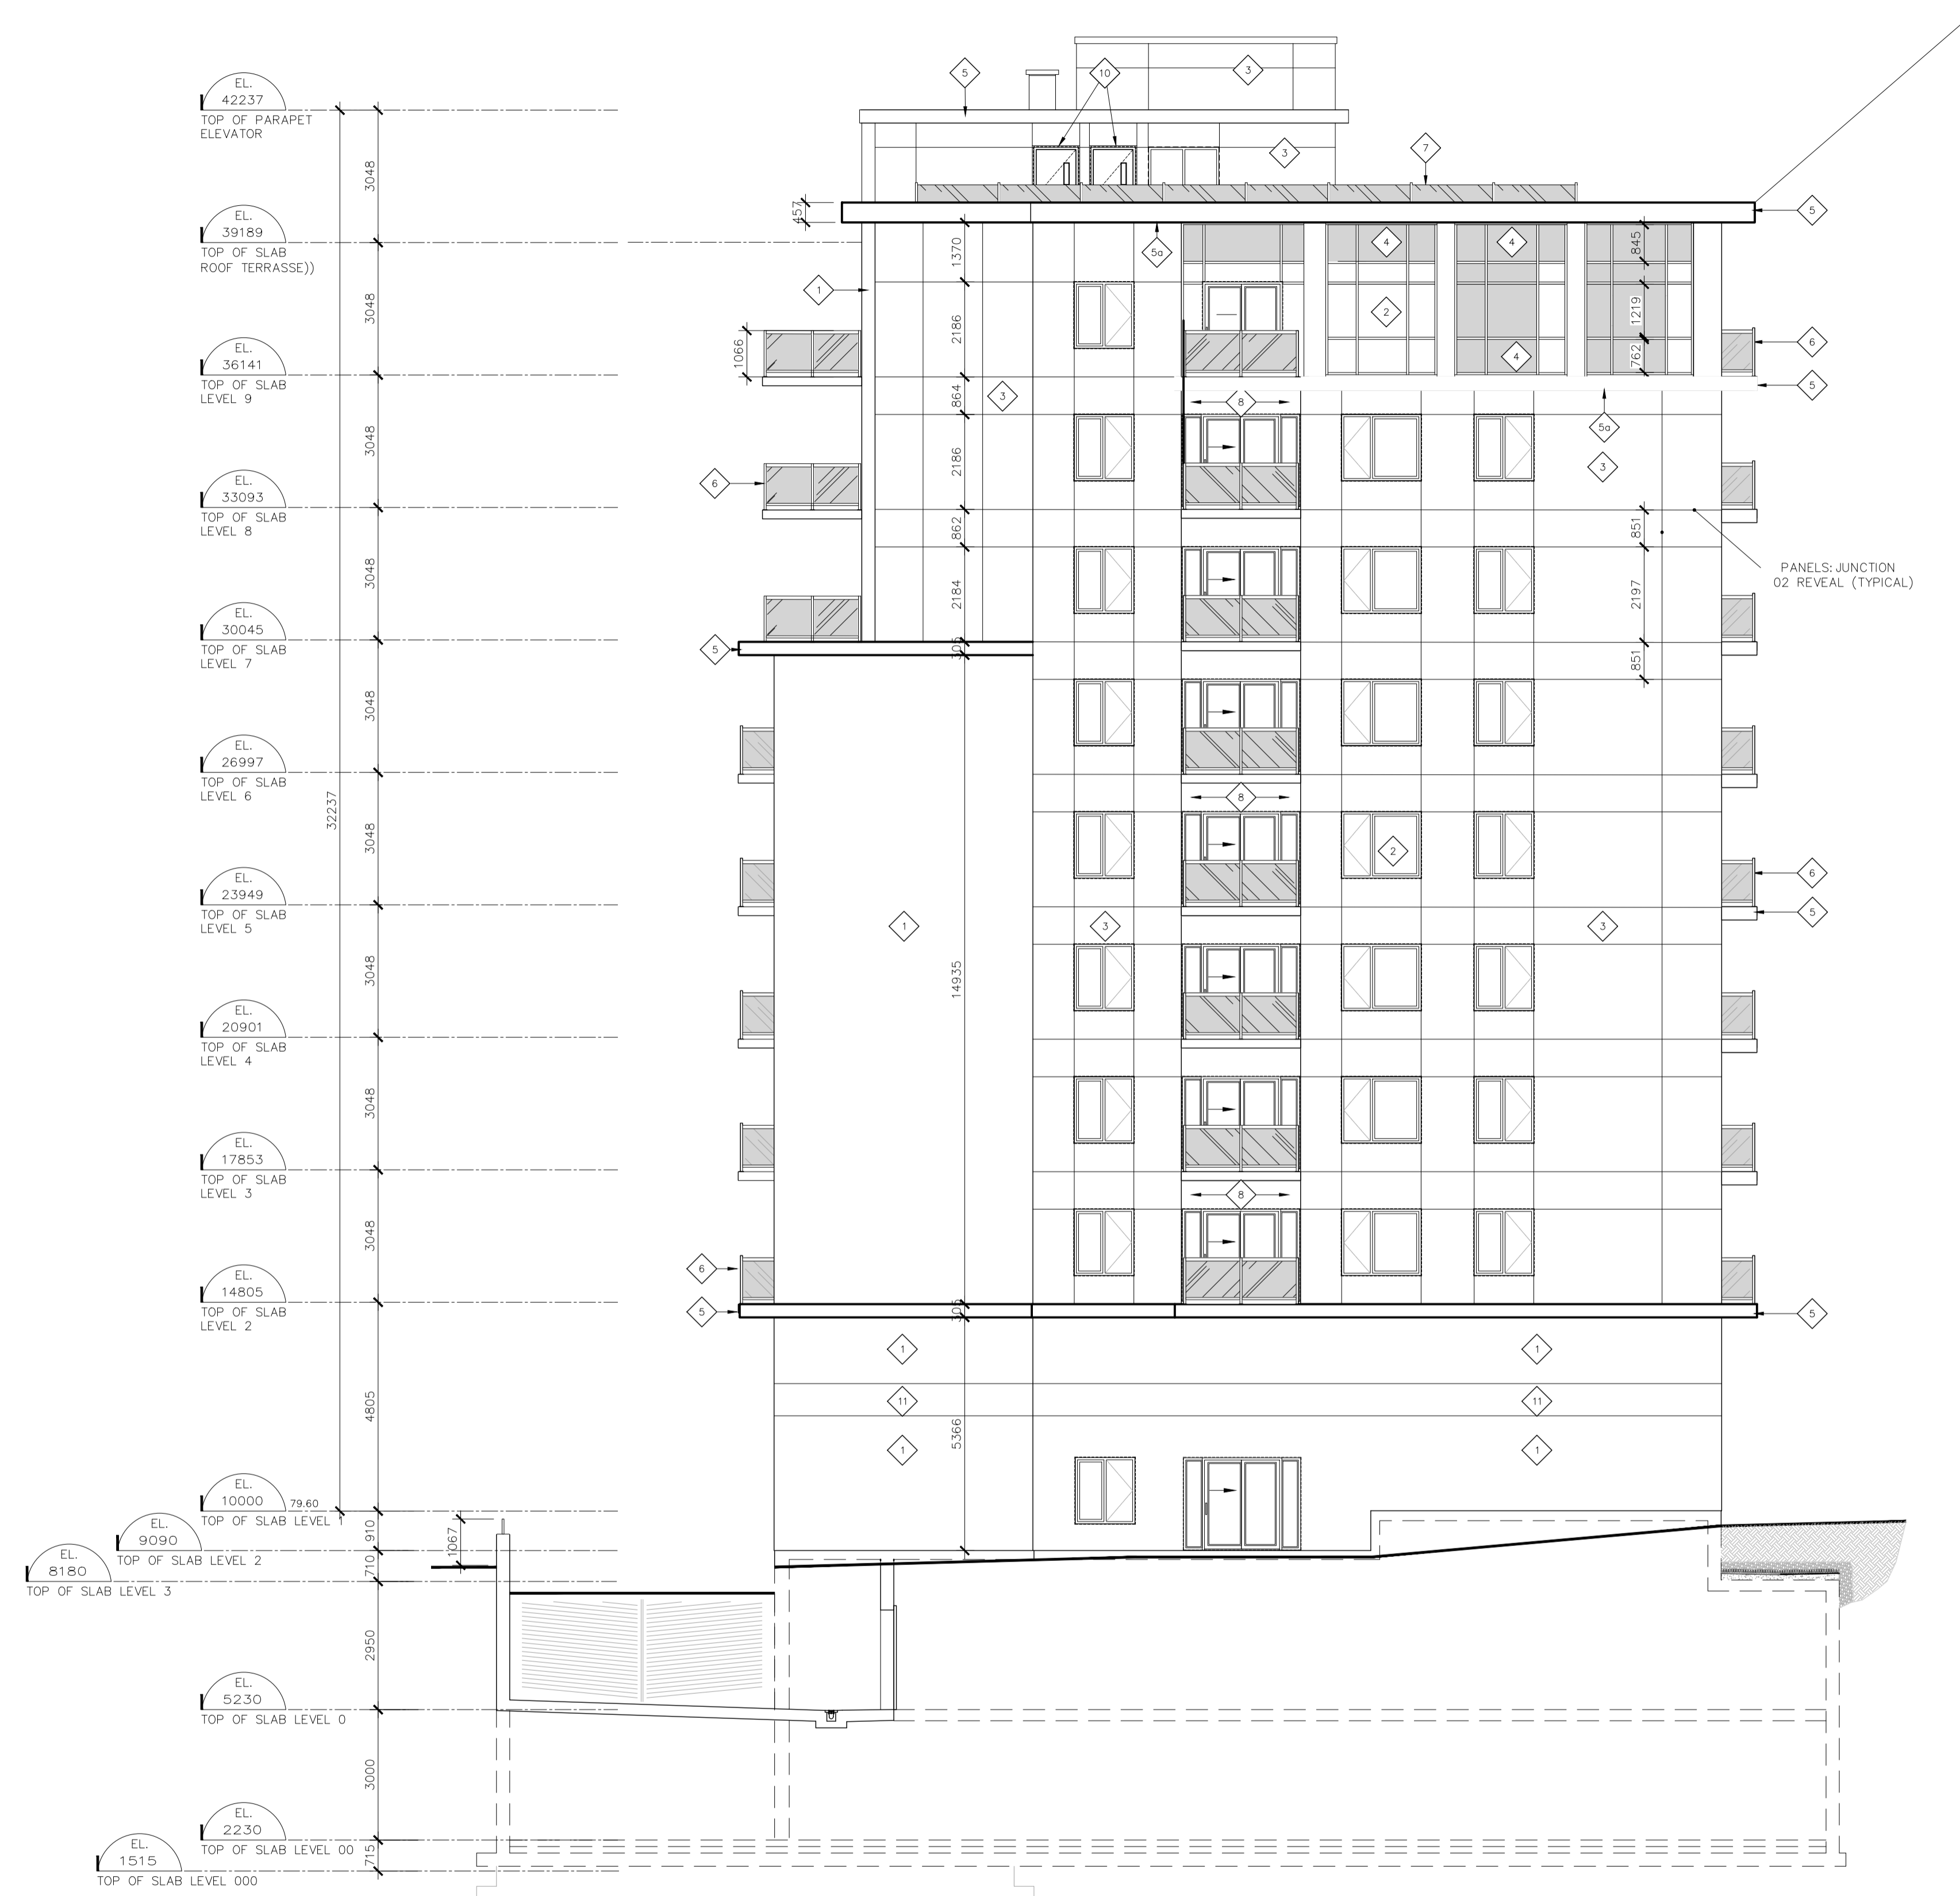 EL.
42237
TOP OF PARAPET
ELEVATOR
3048
EL.
39189
TOP OF SLAB
ROOF TERRASSE))
3048
EL.
36141
TOP OF SLAB
LEVEL 9
3048
EL.
33093
TOP OF SLAB
LEVEL 8
3048
EL.
30045
TOP OF SLAB
LEVEL 7
3048
EL.
26997
TOP OF SLAB
LEVEL 6
32237
3048
EL.
23949
TOP OF SLAB
LEVEL 5
3048
EL.
20901
TOP OF SLAB
LEVEL 4
3048
EL.
17853
TOP OF SLAB
LEVEL 3
3048
EL.
14805
TOP OF SLAB
LEVEL 2
4805
EL.
10000
79.60
TOP OF SLAB LEVEL 1
910
EL.
9090
TOP OF SLAB LEVEL 2
710
EL.
8180
TOP OF SLAB LEVEL 3
2950
EL.
5230
TOP OF SLAB LEVEL 0
3000
EL.
2230
TOP OF SLAB LEVEL 00
715
EL.
1515
TOP OF SLAB LEVEL 000
5
10
3
3
7
457
5
1370
5a
4
4
845
1
2186
2
1219
1066
762
4
6
5
864
3
8
5a
2186
3
6
862
851
PANELS: JUNCTION
02 REVEAL (TYPICAL)
2184
2197
5
305
851
8
2
6
5
1
3
3
14935
8
6
5
305
5
1
1
11
11
5366
1
1
1067